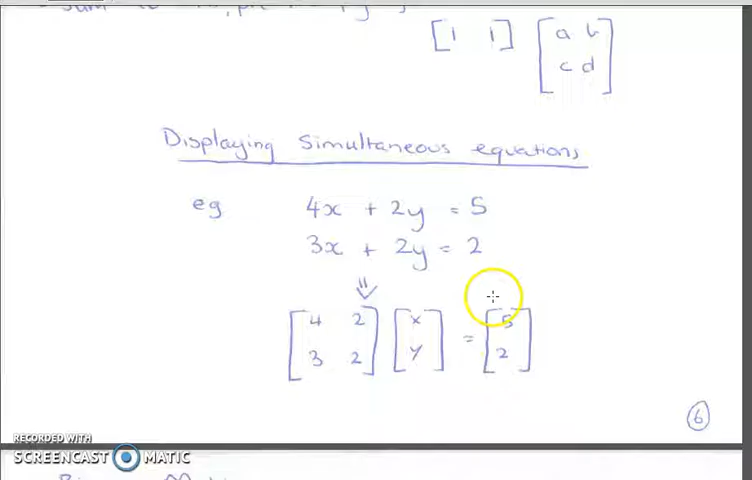 sum
[1 1] [a b
c d]
Displaying Simultaneous equations
eg 4x + 2y = 5
3x + 2y = 2
⇓
[4 2 [x = [5
3 2] y] 2]
6
RECORDED WITH
SCREENCAST MATIC